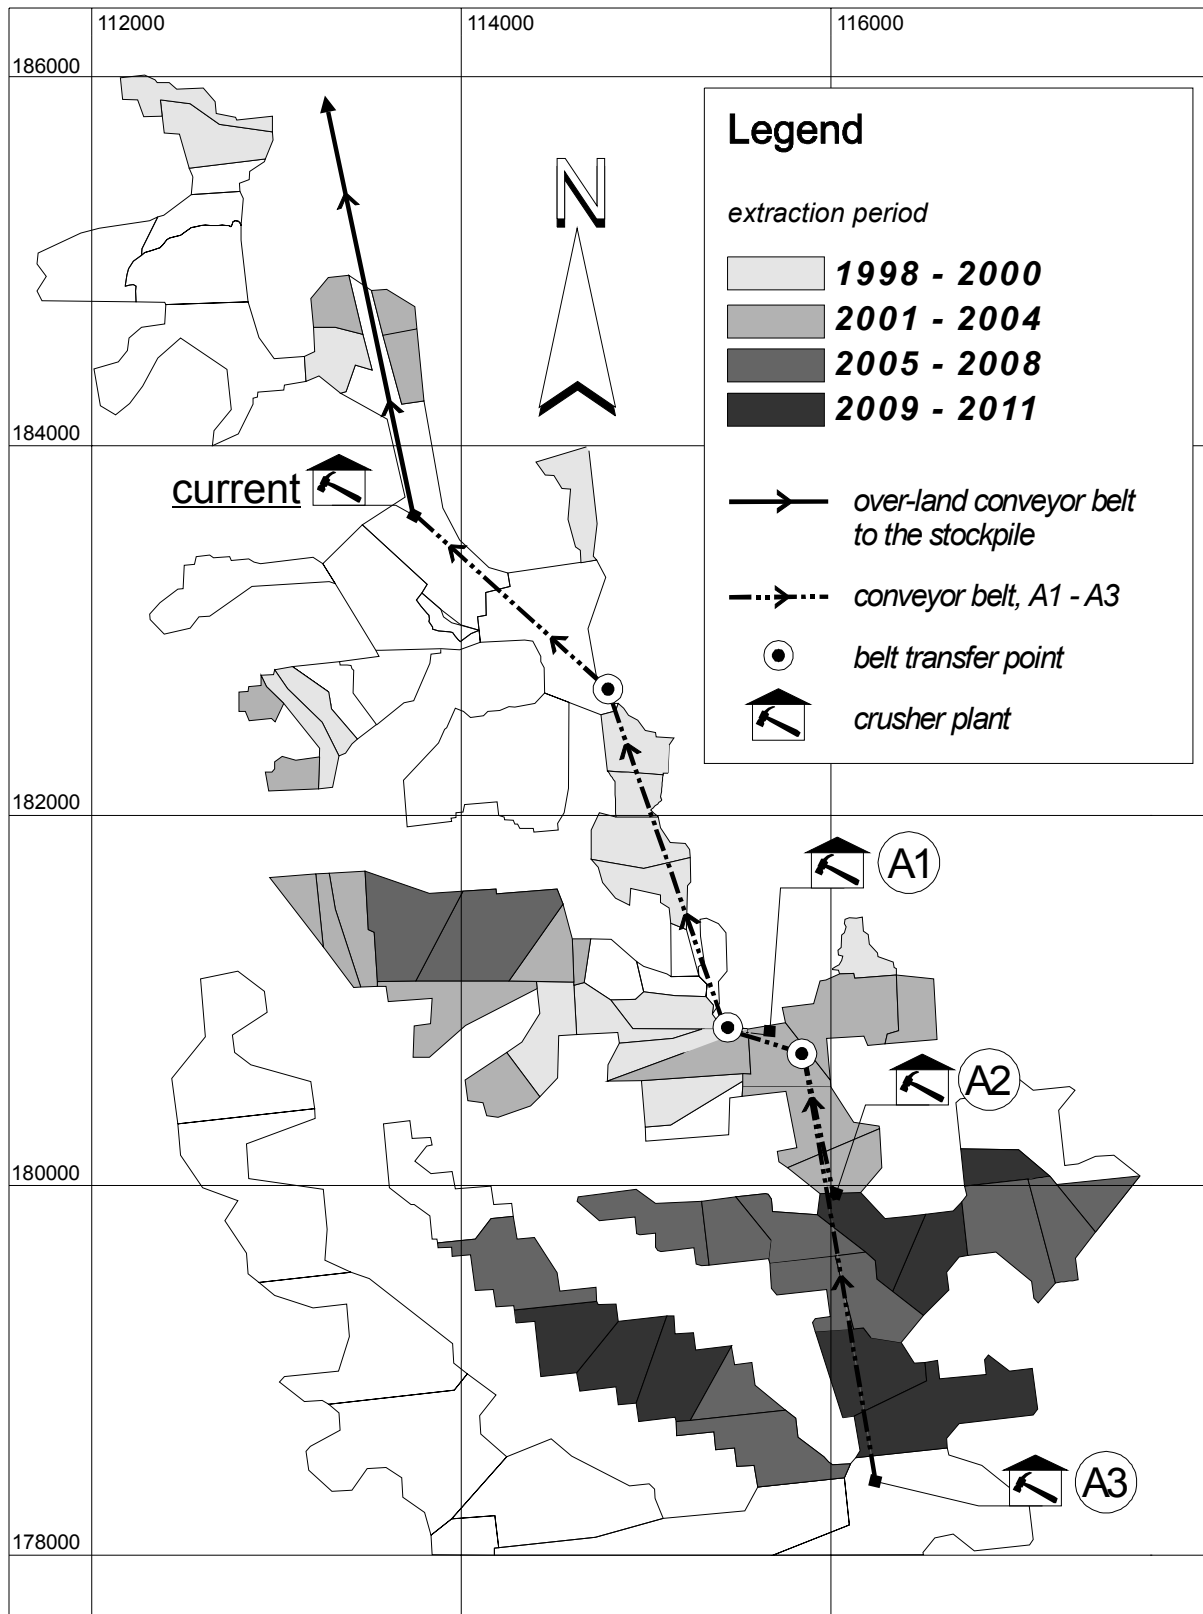 112000
114000
116000
186000
Legend
N
extraction period
1998 - 2000
2001 - 2004
2005 - 2008
2009 - 2011
184000
current
over-land conveyor belt
to the stockpile
conveyor belt, A1 - A3
belt transfer point
crusher plant
182000
A1
A2
180000
A3
178000